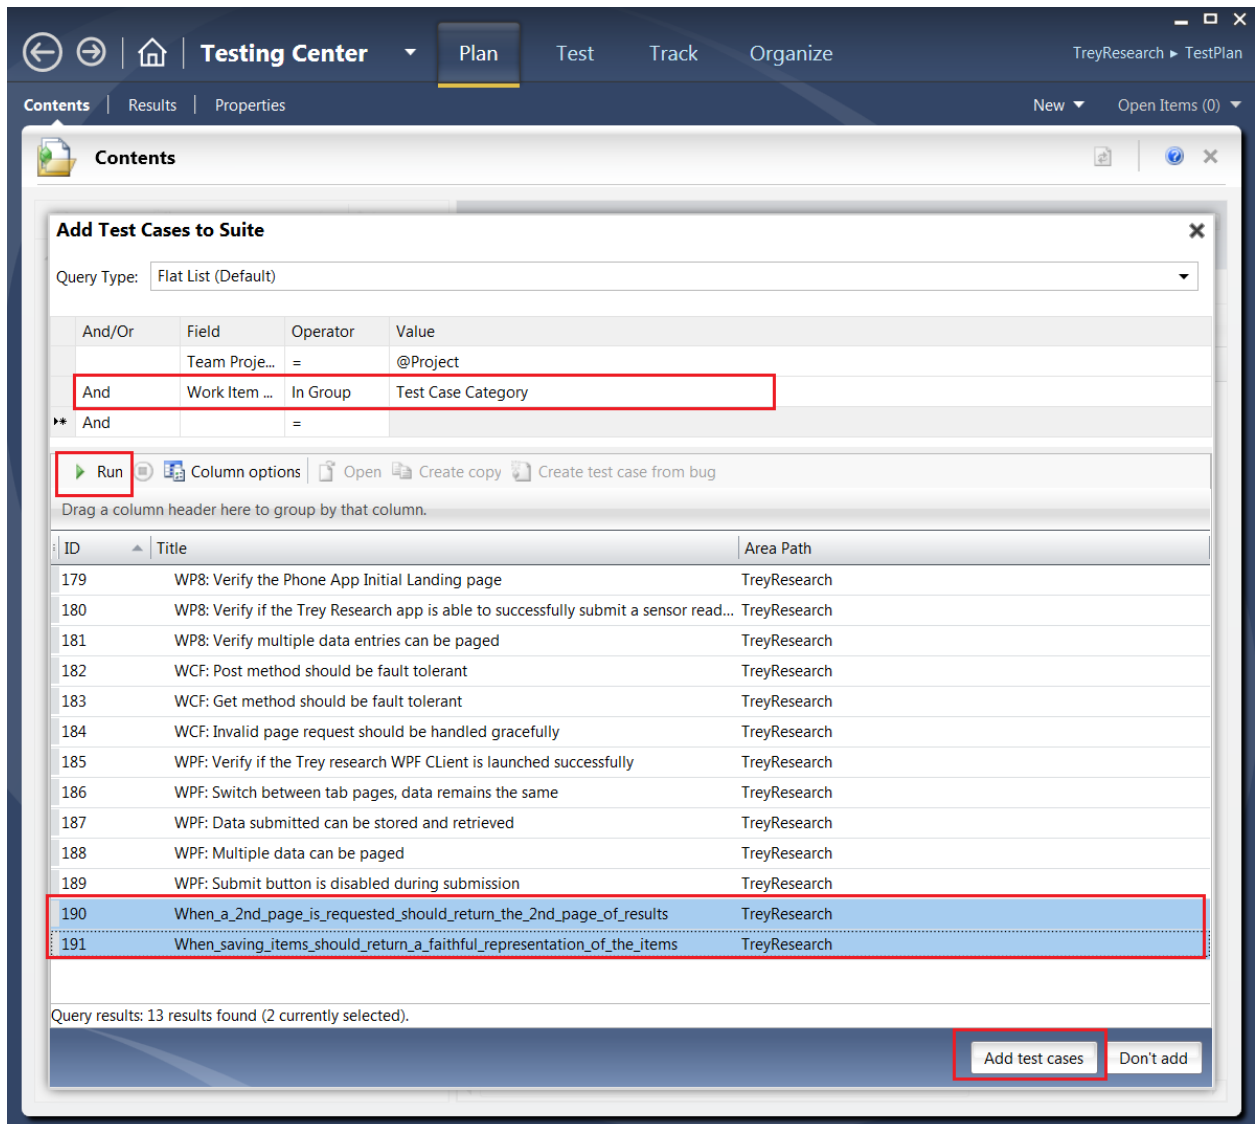 Testing Center Plan Test Track Organize TreyResearch ▸ TestPlan
Contents | Results | Properties New Open Items (0)
Contents
Add Test Cases to Suite
Query Type: Flat List (Default)
And/Or Field Operator Value
Team Proje... = @Project
And Work Item ... In Group Test Case Category
And =
Run Column options Open Create copy Create test case from bug
Drag a column header here to group by that column.
ID Title Area Path
179 WP8: Verify the Phone App Initial Landing page TreyResearch
180 WP8: Verify if the Trey Research app is able to successfully submit a sensor read... TreyResearch
181 WP8: Verify multiple data entries can be paged TreyResearch
182 WCF: Post method should be fault tolerant TreyResearch
183 WCF: Get method should be fault tolerant TreyResearch
184 WCF: Invalid page request should be handled gracefully TreyResearch
185 WPF: Verify if the Trey research WPF CLient is launched successfully TreyResearch
186 WPF: Switch between tab pages, data remains the same TreyResearch
187 WPF: Data submitted can be stored and retrieved TreyResearch
188 WPF: Multiple data can be paged TreyResearch
189 WPF: Submit button is disabled during submission TreyResearch
190 When_a_2nd_page_is_requested_should_return_the_2nd_page_of_results TreyResearch
191 When_saving_items_should_return_a_faithful_representation_of_the_items TreyResearch
Query results: 13 results found (2 currently selected).
Add test cases Don't add